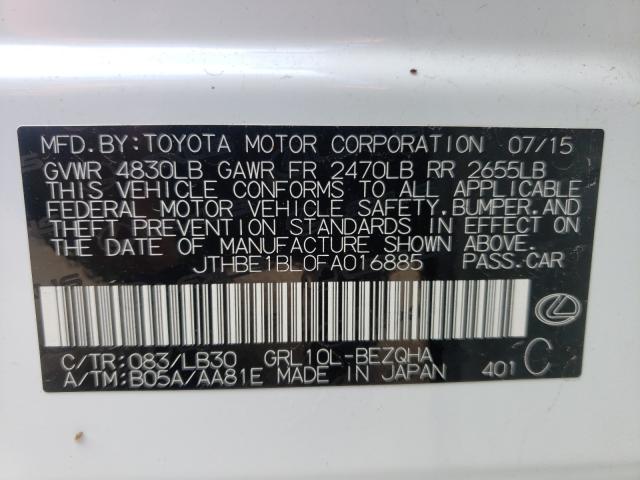 MFD.BY:TOYOTA MOTOR CORPORATION 07/15
GVWR 4830LB GAWR FR 2470LB RR 2655LB
THIS VEHICLE CONFORMS TO ALL APPLICABLE
FEDERAL MOTOR VEHICLE SAFETY,BUMPER,AND
THEFT PREVENTION STANDARDS IN EFFECT ON
THE DATE OF MANUFACTURE SHOWN ABOVE.
JTHBE1BL0FA016885 PASS.CAR
C/TR:083/LB30 GRL10L-BEZQHA
A/TM:B05A/AA81E MADE IN JAPAN 401 C